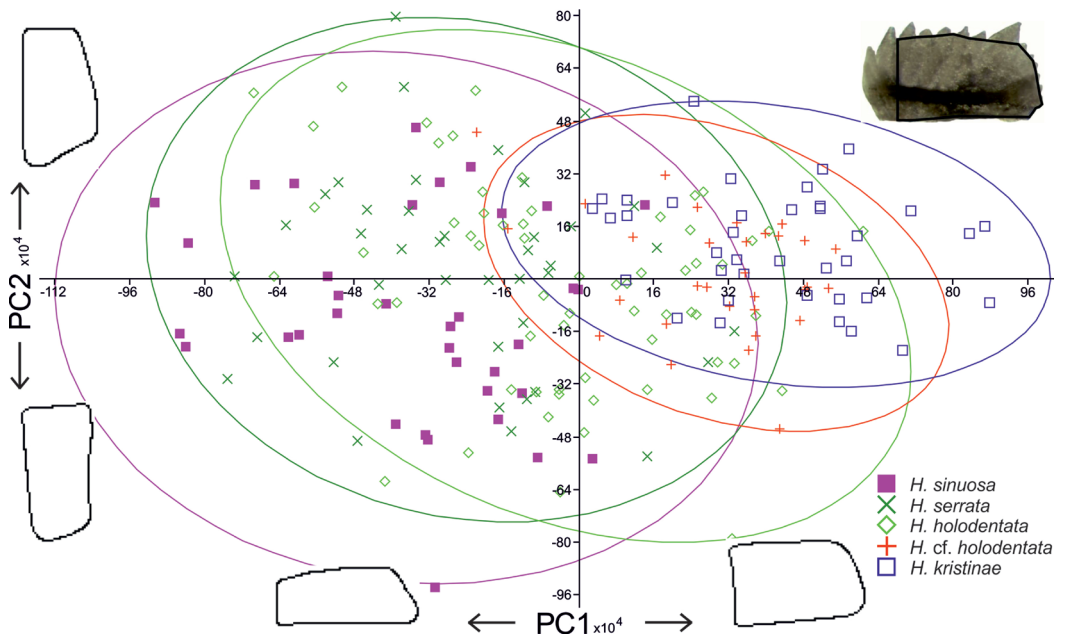 80
64
48
32
16
-16
-32
-48
-64
-80
-96
-112 -96 -80 -64 -48 -32 -16 0 16 32 48 64 80 96
PC2 x10⁴
PC1 x10⁴
H. sinuosa
H. serrata
H. holodentata
H. cf. holodentata
H. kristinae